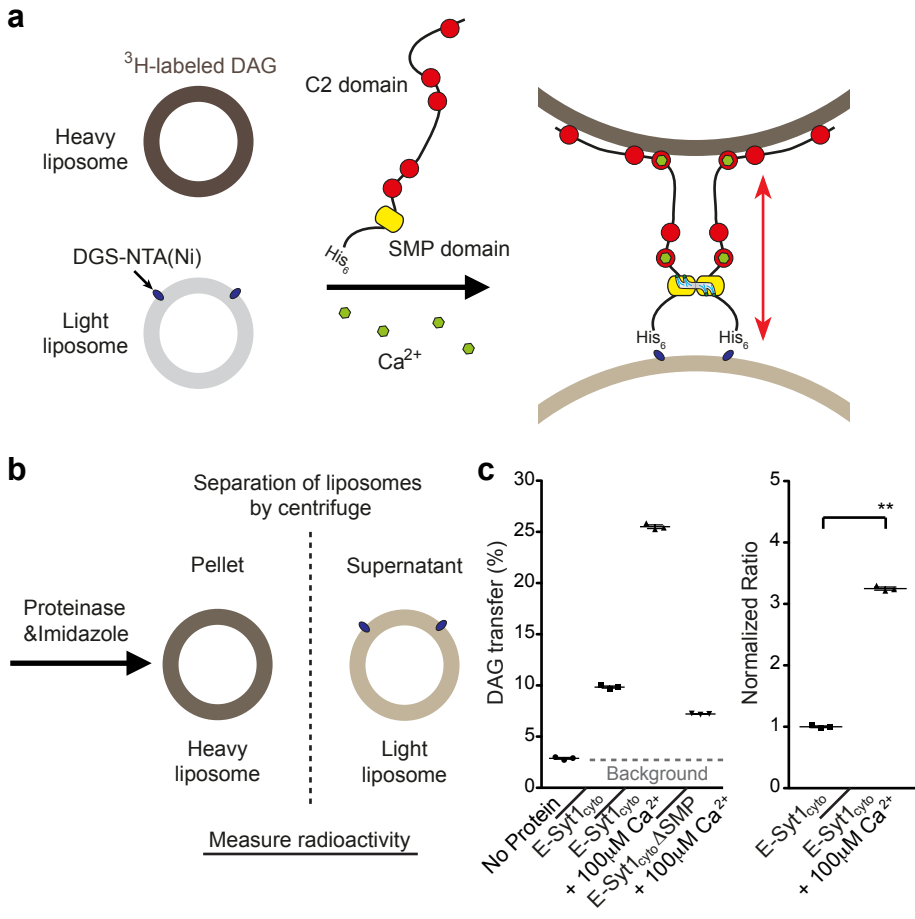 a
³H-labeled DAG
Heavy
liposome
DGS-NTA(Ni)
Light
liposome
C2 domain
His₆
SMP domain
Ca²⁺
His₆ His₆
b
Separation of liposomes
by centrifuge
Pellet
Supernatant
Proteinase
&Imidazole
Heavy
liposome
Light
liposome
Measure radioactivity
c
DAG transfer (%)
30
25
20
15
10
5
0
Background
No Protein
E-Syt1cyto
E-Syt1cyto
+ 100μM Ca²⁺
E-Syt1cytoΔSMP
+ 100μM Ca²⁺
Normalized Ratio
5
4
3
2
1
0
**
E-Syt1cyto
E-Syt1cyto
+ 100μM Ca²⁺